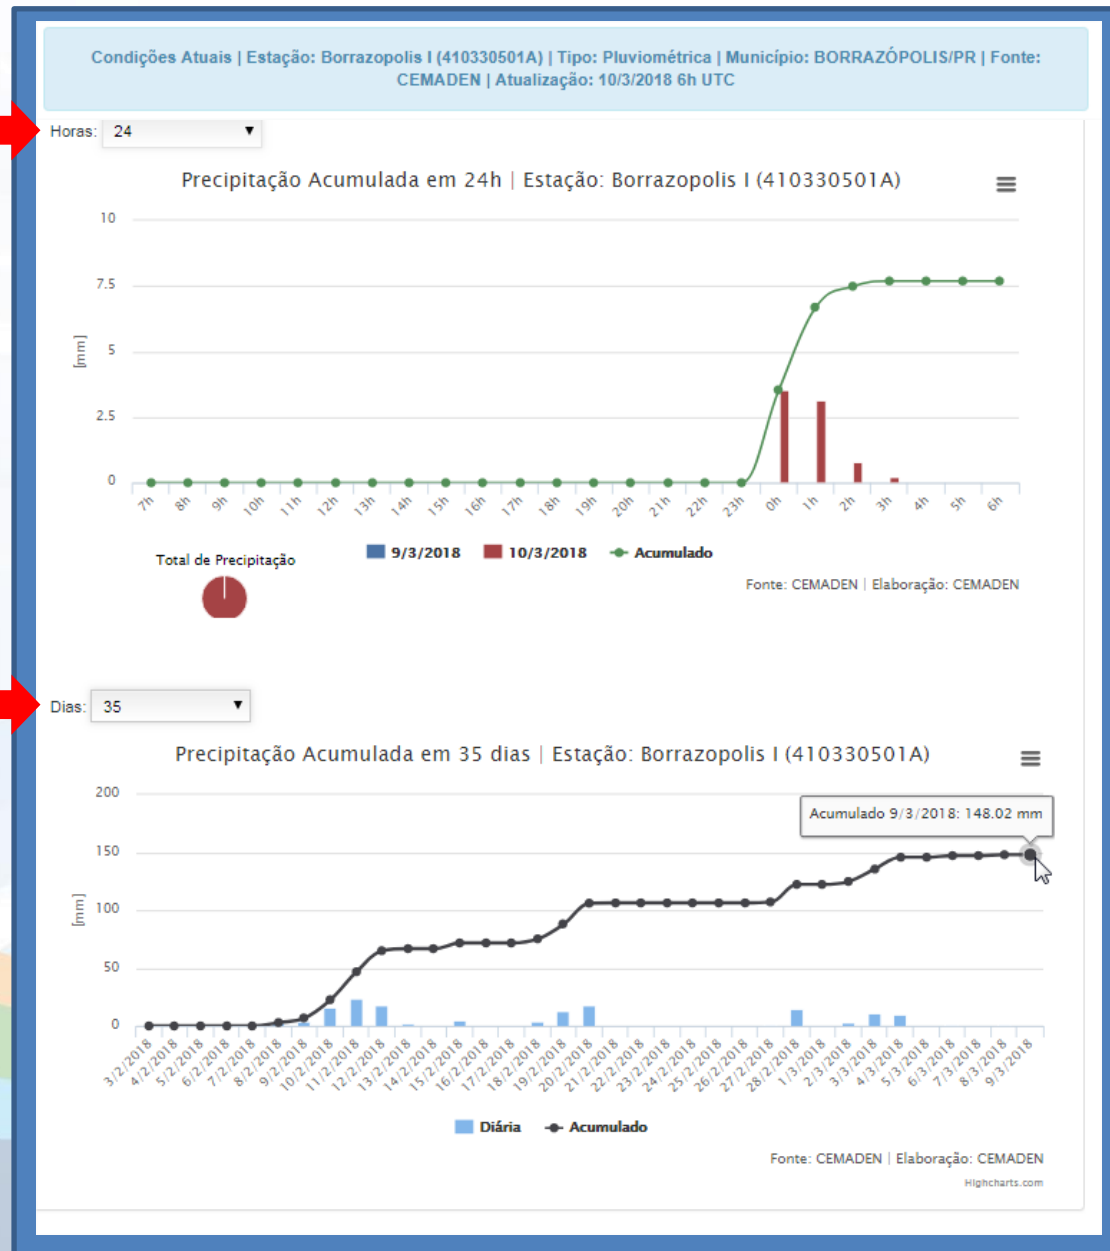 Condições Atuais | Estação: Borrazopolis I (410330501A) | Tipo: Pluviométrica | Município: BORRAZÓPOLIS/PR | Fonte:
CEMADEN | Atualização: 10/3/2018 6h UTC
Horas: 24
Precipitação Acumulada em 24h | Estação: Borrazopolis I (410330501A)
10
7.5
5
2.5
0
[mm]
7h 8h 9h 10h 11h 12h 13h 14h 15h 16h 17h 18h 19h 20h 21h 22h 23h 0h 1h 2h 3h 4h 5h 6h
9/3/2018 10/3/2018 Acumulado
Total de Precipitação
Fonte: CEMADEN | Elaboração: CEMADEN
Dias: 35
Precipitação Acumulada em 35 dias | Estação: Borrazopolis I (410330501A)
200
Acumulado 9/3/2018: 148.02 mm
150
100
50
0
[mm]
3/2/2018 4/2/2018 5/2/2018 6/2/2018 7/2/2018 8/2/2018 9/2/2018 10/2/2018 11/2/2018 12/2/2018 13/2/2018 14/2/2018 15/2/2018 16/2/2018 17/2/2018 18/2/2018 19/2/2018 20/2/2018 21/2/2018 22/2/2018 23/2/2018 24/2/2018 25/2/2018 26/2/2018 27/2/2018 28/2/2018 1/3/2018 2/3/2018 3/3/2018 4/3/2018 5/3/2018 6/3/2018 7/3/2018 8/3/2018 9/3/2018
Diária Acumulado
Fonte: CEMADEN | Elaboração: CEMADEN
Highcharts.com